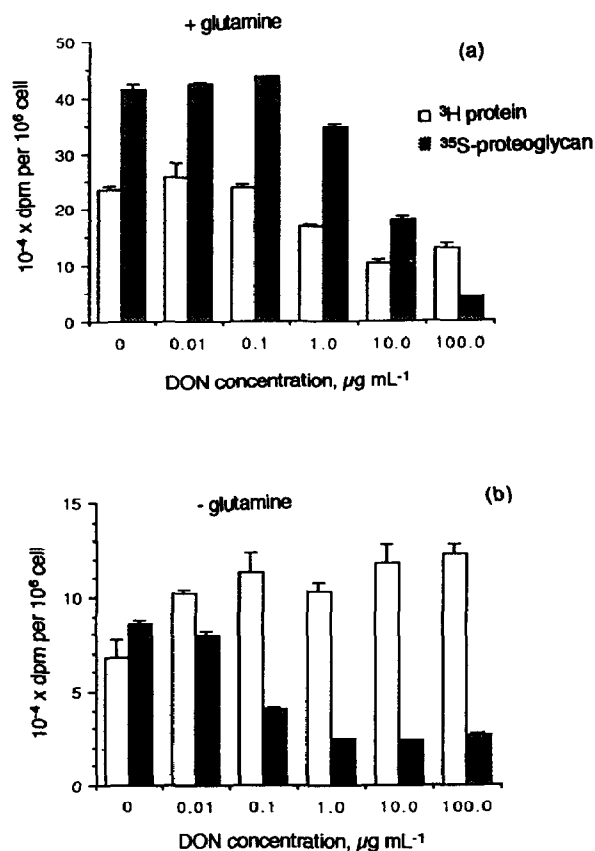 + glutamine
(a)
³H protein
³⁵S-proteoglycan
10⁻⁴ x dpm per 10⁶ cell
50
40
30
20
10
0
0 0.01 0.1 1.0 10.0 100.0
DON concentration, µg mL⁻¹
- glutamine
(b)
10⁻⁴ x dpm per 10⁶ cell
15
10
5
0
0 0.01 0.1 1.0 10.0 100.0
DON concentration, µg mL⁻¹